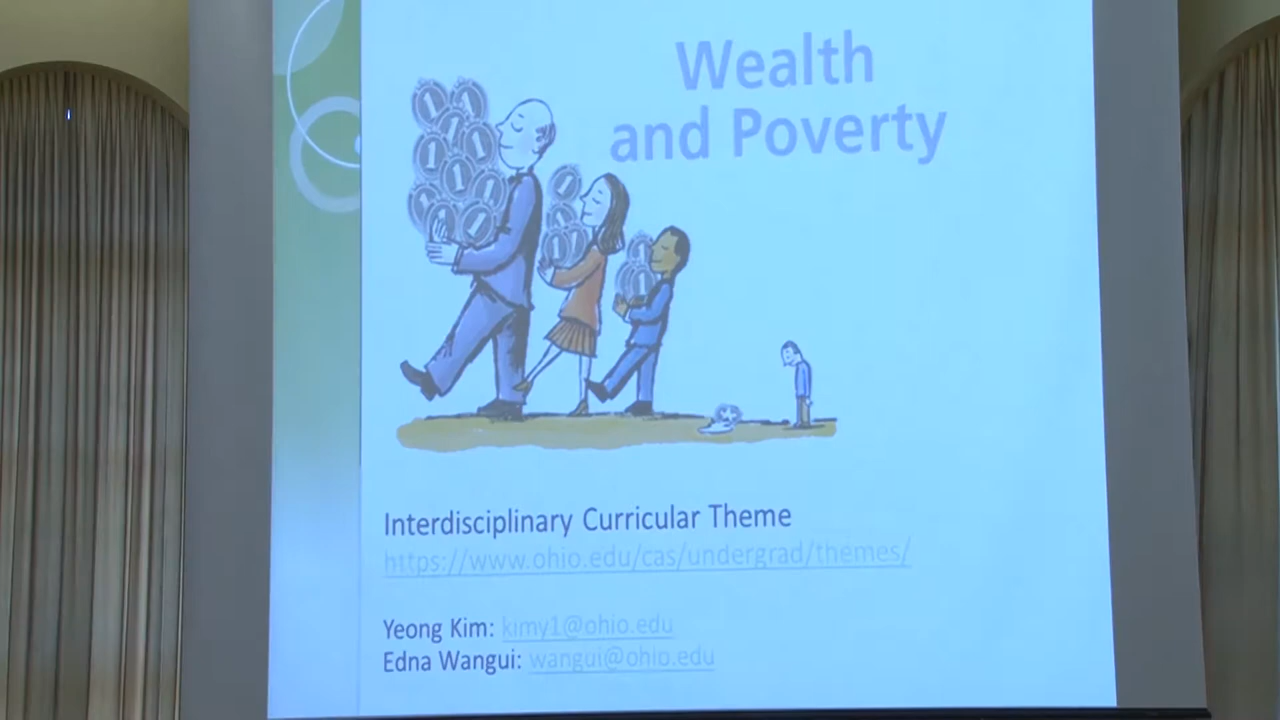 Wealth
and Poverty
Interdisciplinary Curricular Theme
https://www.ohio.edu/cas/undergrad/themes/
Yeong Kim: kimy1@ohio.edu
Edna Wangui: wangui@ohio.edu